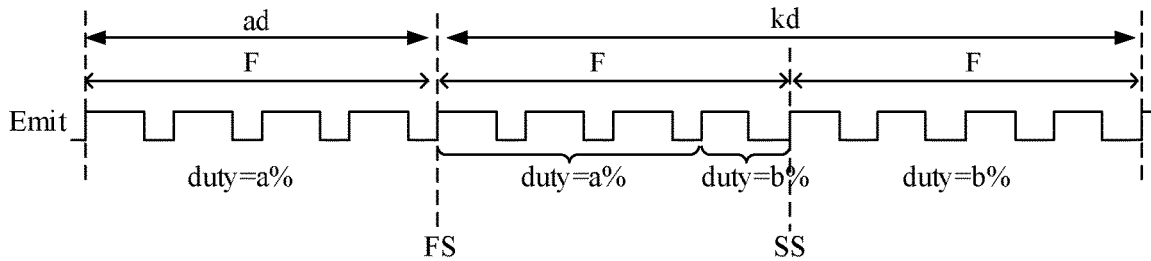 ad kd
F F F
Emit
duty=a% duty=a% duty=b% duty=b%
FS SS